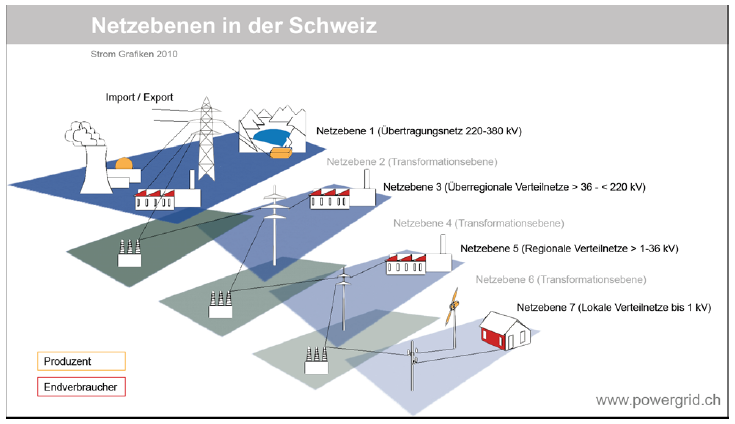 Netzebenen in der Schweiz
Strom Grafiken 2010
Import / Export
Netzebene 1 (Übertragungsnetz 220-380 kV)
Netzebene 2 (Transformationsebene)
Netzebene 3 (Überregionale Verteilnetze > 36 - < 220 kV)
Netzebene 4 (Transformationsebene)
Netzebene 5 (Regionale Verteilnetze > 1-36 kV)
Netzebene 6 (Transformationsebene)
Netzebene 7 (Lokale Verteilnetze bis 1 kV)
Produzent
Endverbraucher
www.powergrid.ch